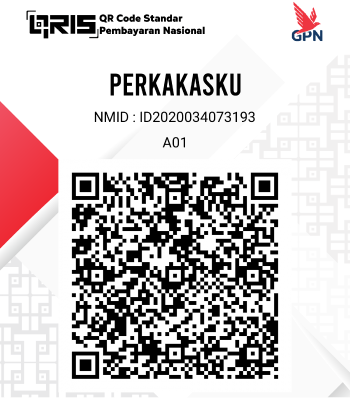 QRIS QR Code Standar
Pembayaran Nasional
GPN
PERKAKASKU
NMID : ID2020034073193
A01